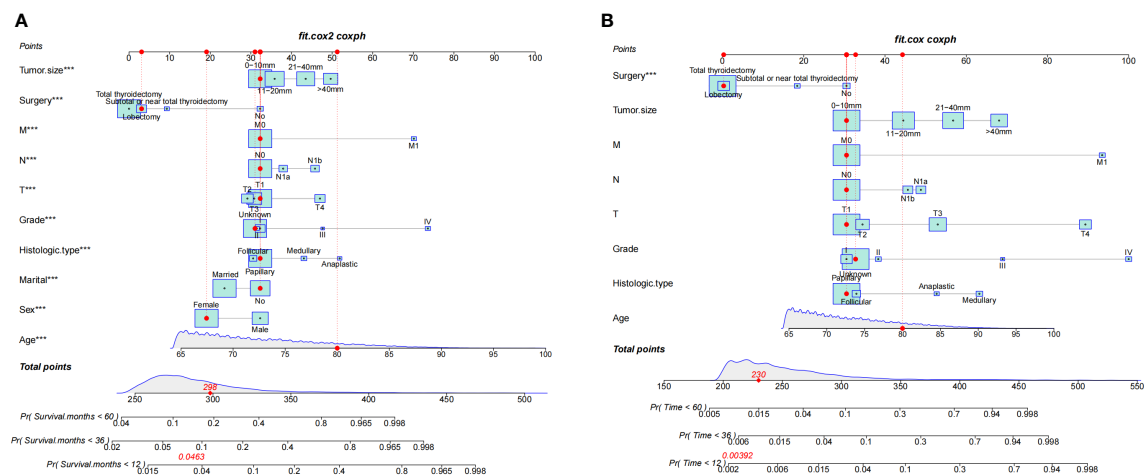 A
fit.cox2 coxph
Points
0 10 20 30 40 50 60 70 80 90 100
Tumor.size***
0~10mm
21~40mm
11~20mm
>40mm
Surgery***
Total thyroidectomy
Subtotal or near total thyroidectomy
Lobectomy
No
M***
M0
M1
N***
N0
N1b
N1a
T***
T2
T1
T3
T4
Grade***
Unknown
IV
I
II
III
Histologic.type***
Follicular
Medullary
Papillary
Anaplastic
Marital***
Married
No
Sex***
Female
Male
Age***
65 70 75 80 85 90 95 100
Total points
298
250 300 350 400 450 500
Pr( Survival.months < 60 )
0.04 0.1 0.2 0.4 0.8 0.965 0.998
Pr( Survival.months < 36 )
0.02 0.05 0.1 0.2 0.4 0.8 0.965 0.998
0.0463
Pr( Survival.months < 12 )
0.015 0.04 0.1 0.2 0.4 0.8 0.965 0.998
B
fit.cox coxph
Points
0 20 40 60 80 100
Surgery***
Total thyroidectomy
Subtotal or near total thyroidectomy
Lobectomy
No
Tumor.size
0~10mm
21~40mm
11~20mm
>40mm
M
M0
M1
N
N0
N1a
N1b
T
T1
T3
T2
T4
Grade
I
II
IV
Unknown
III
Histologic.type
Papillary
Anaplastic
Follicular
Medullary
Age
65 70 75 80 85 90 95 100
Total points
230
150 200 250 300 350 400 450 500 550
Pr( Time < 60 )
0.005 0.015 0.04 0.1 0.3 0.7 0.94 0.998
Pr( Time < 36 )
0.006 0.015 0.04 0.1 0.3 0.7 0.94 0.998
0.00392
Pr( Time < 12 )
0.002 0.006 0.015 0.04 0.1 0.3 0.7 0.94 0.998